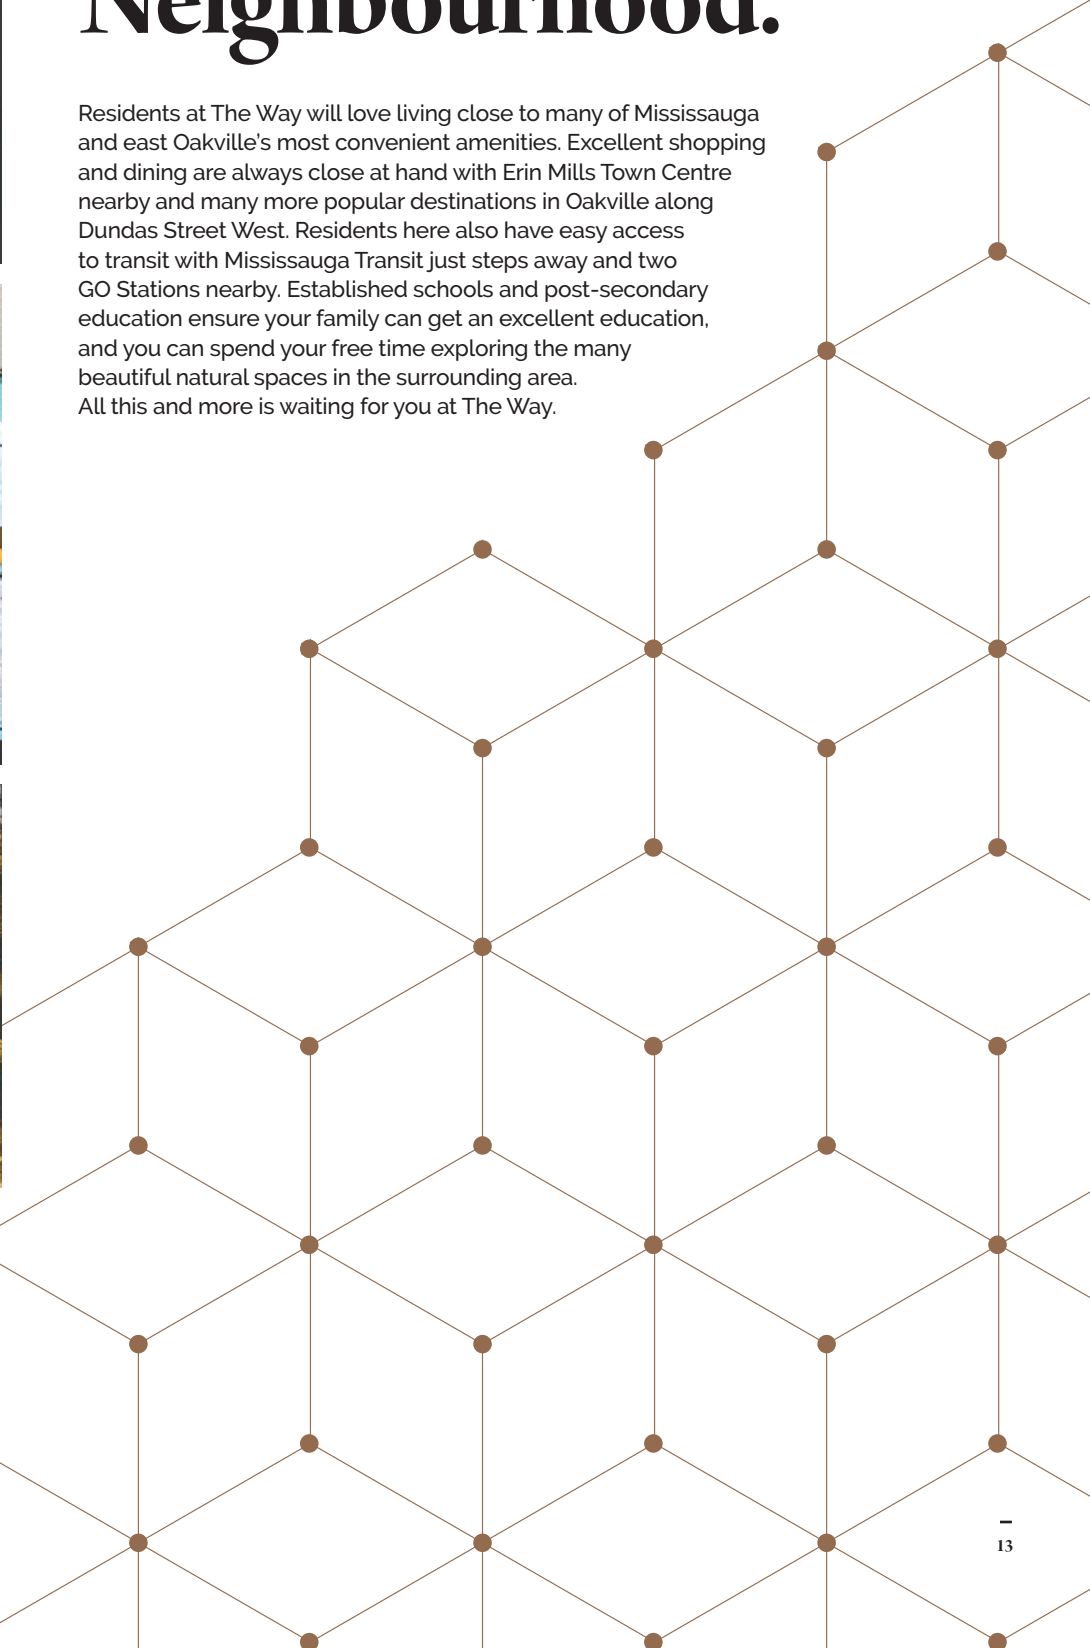 Neighbourhood.
Residents at The Way will love living close to many of Mississauga
and east Oakville's most convenient amenities. Excellent shopping
and dining are always close at hand with Erin Mills Town Centre
nearby and many more popular destinations in Oakville along
Dundas Street West. Residents here also have easy access
to transit with Mississauga Transit just steps away and two
GO Stations nearby. Established schools and post-secondary
education ensure your family can get an excellent education,
and you can spend your free time exploring the many
beautiful natural spaces in the surrounding area.
All this and more is waiting for you at The Way.
13